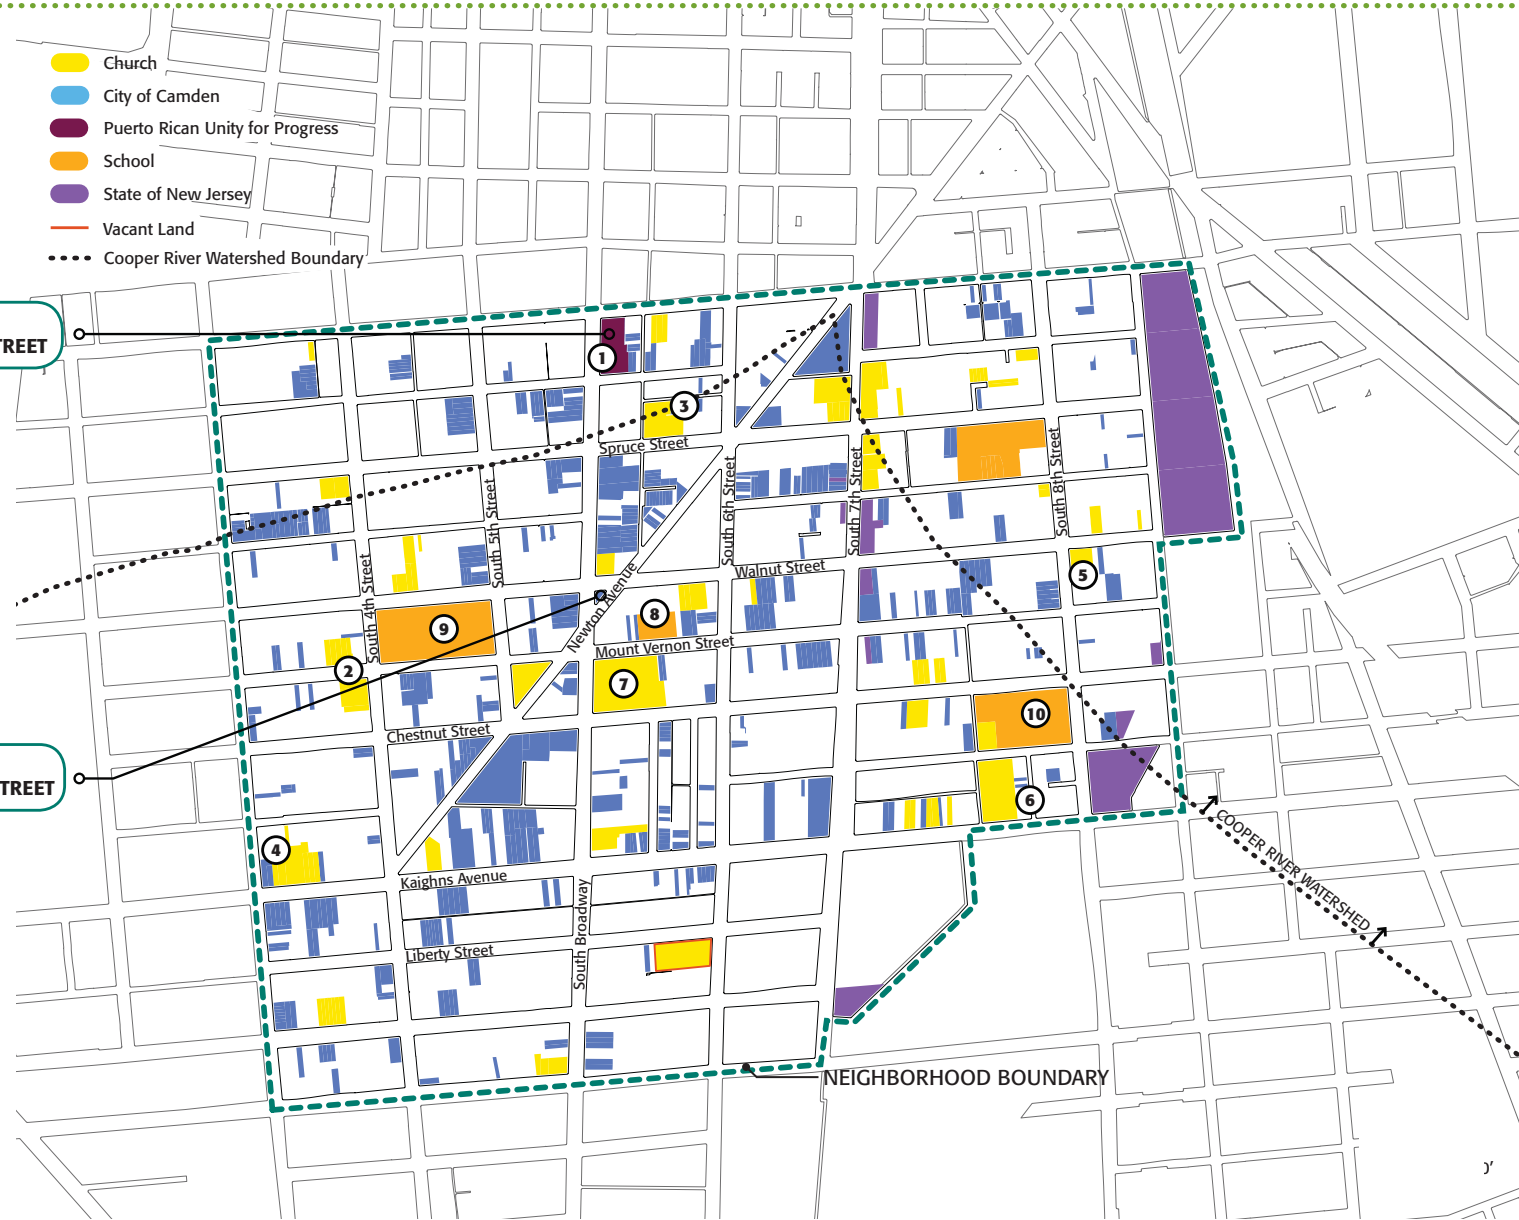 Church
City of Camden
Puerto Rican Unity for Progress
School
State of New Jersey
Vacant Land
Cooper River Watershed Boundary
TREET
1
3
Spruce Street
South 6th Street
South 7th Street
South 8th Street
South 5th Street
South 4th Street
Walnut Street
5
Newton Avenue
8
9
Mount Vernon Street
2
7
10
Chestnut Street
TREET
6
COOPER RIVER WATERSHED
4
Kaighns Avenue
South Broadway
Liberty Street
NEIGHBORHOOD BOUNDARY